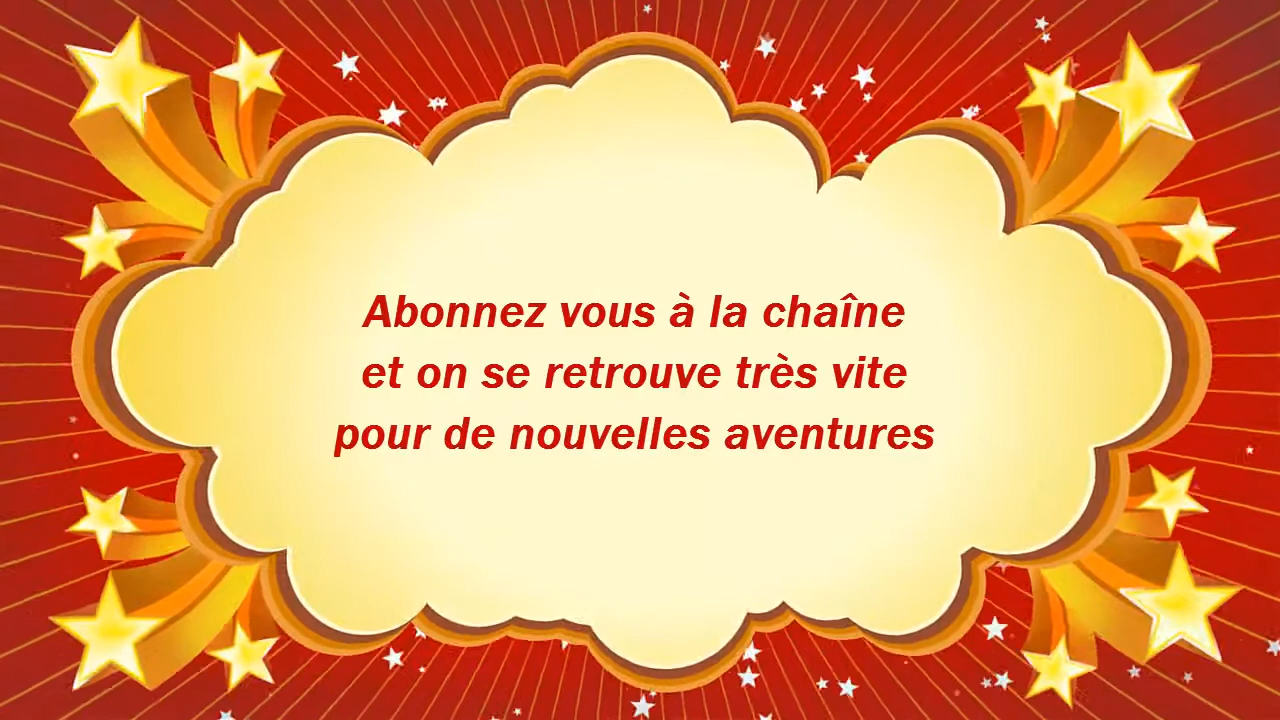 Abonnez vous à la chaîne
et on se retrouve très vite
pour de nouvelles aventures